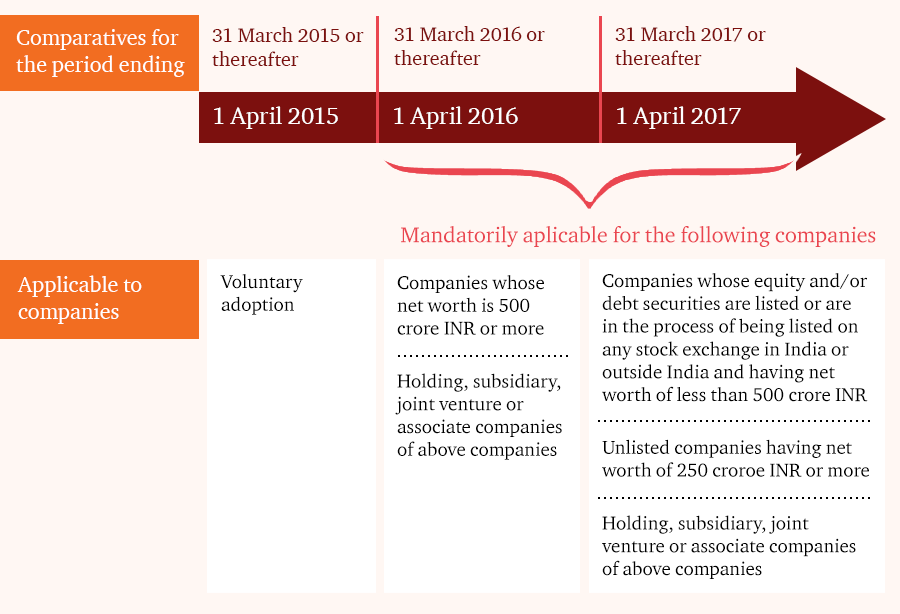 Comparatives for
the period ending
31 March 2015 or
thereafter
31 March 2016 or
thereafter
31 March 2017 or
thereafter
1 April 2015
1 April 2016
1 April 2017
Mandatorily aplicable for the following companies
Applicable to
companies
Voluntary
adoption
Companies whose
net worth is 500
crore INR or more
Holding, subsidiary,
joint venture or
associate companies
of above companies
Companies whose equity and/or
debt securities are listed or are
in the process of being listed on
any stock exchange in India or
outside India and having net
worth of less than 500 crore INR
Unlisted companies having net
worth of 250 croroe INR or more
Holding, subsidiary, joint
venture or associate companies
of above companies